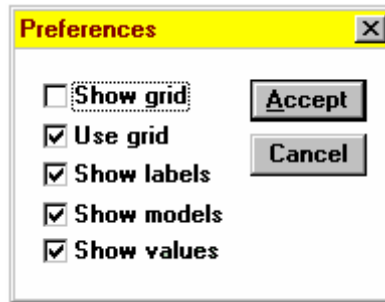 Preferences
Show grid
Use grid
Show labels
Show models
Show values
Accept
Cancel